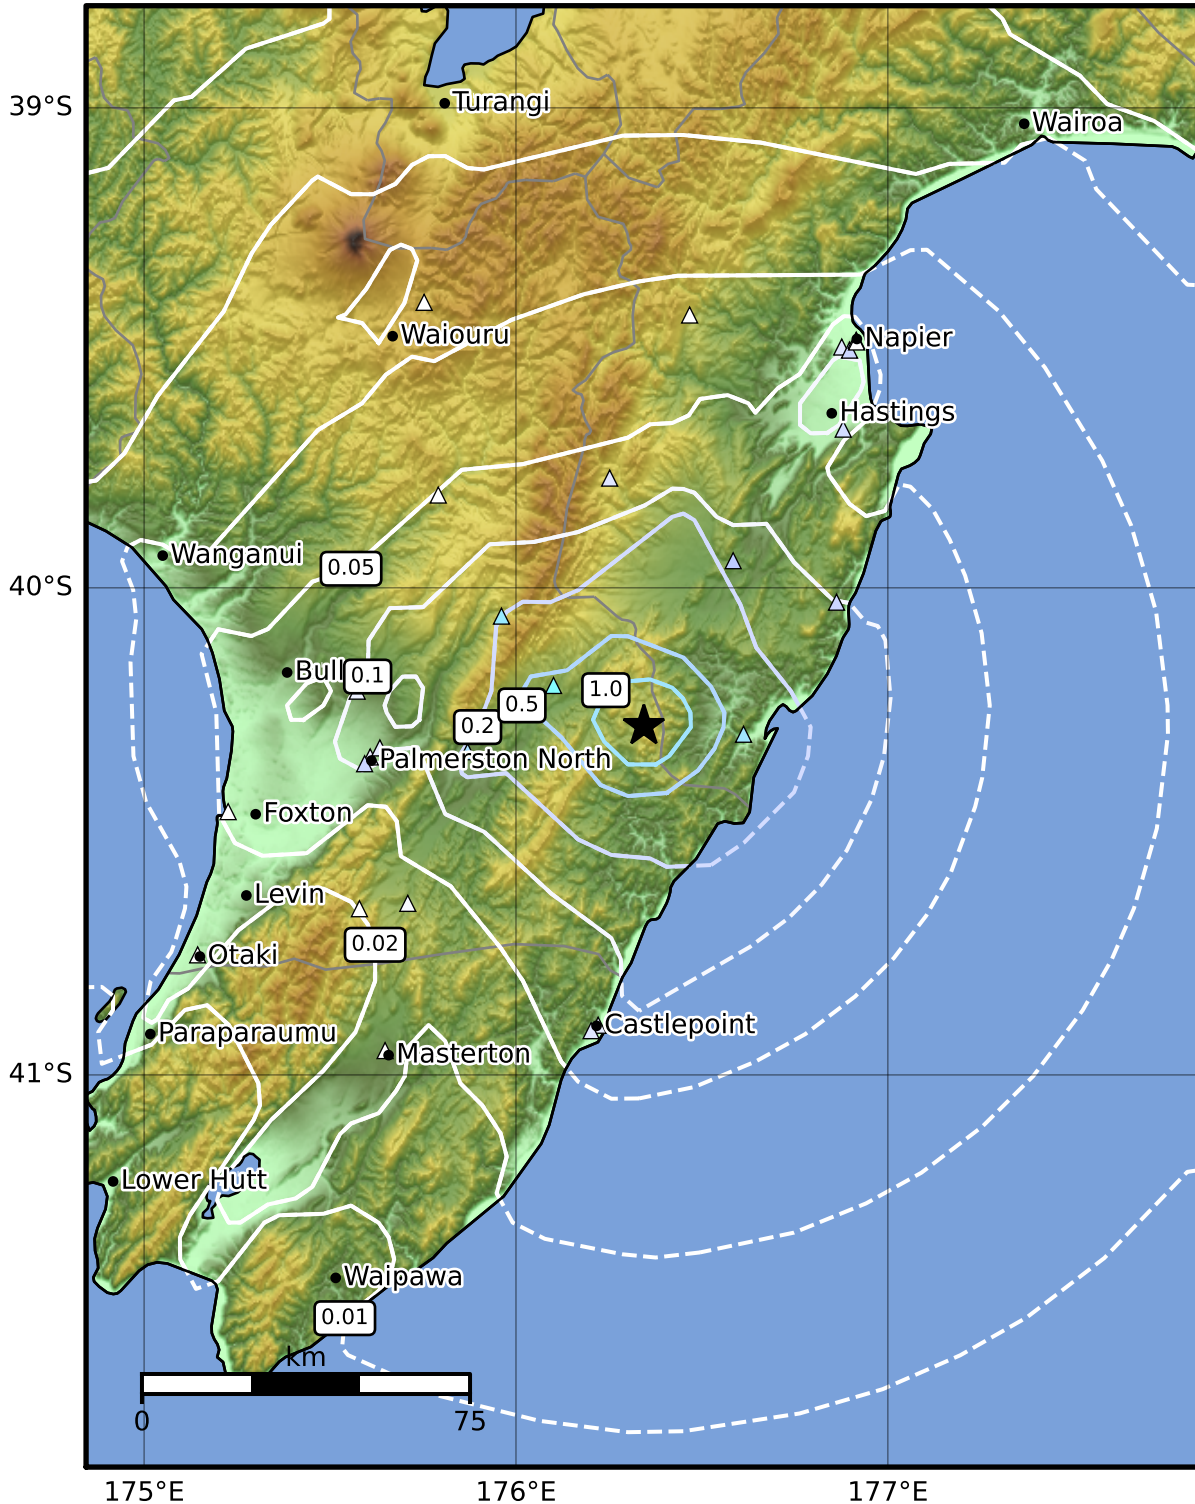 Turangi
39°S
Wairoa
Waiouru
Napier
Hastings
Wanganui
0.05
40°S
Bull
0.1
1.0
0.5
0.2
Palmerston North
Foxton
Levin
0.02
Otaki
Castlepoint
Paraparaumu
Masterton
41°S
Lower Hutt
Waipawa
0.01
km
0
75
175°E
176°E
177°E